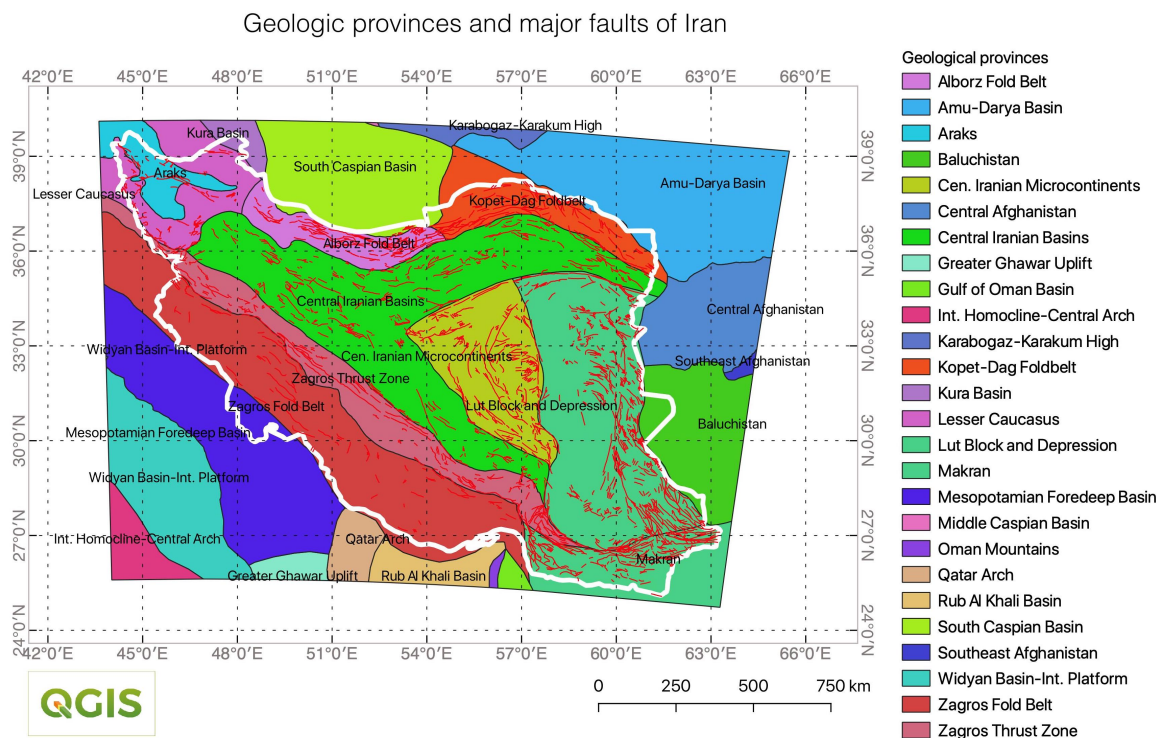 Geologic provinces and major faults of Iran
42°0′E 45°0′E 48°0′E 51°0′E 54°0′E 57°0′E 60°0′E 63°0′E 66°0′E
39°0′N
36°0′N
33°0′N
30°0′N
27°0′N
24°0′N
Kura Basin
Karabogaz-Karakum High
South Caspian Basin
Araks
Amu-Darya Basin
Lesser Caucasus
Kopet-Dag Foldbelt
Alborz Fold Belt
Central Iranian Basins
Central Afghanistan
Widyan Basin-Int. Platform
Cen. Iranian Microcontinents
Southeast Afghanistan
Zagros Thrust Zone
Zagros Fold Belt
Lut Block and Depression
Mesopotamian Foredeep Basin
Baluchistan
Widyan Basin-Int. Platform
Int. Homocline-Central Arch
Qatar Arch
Makran
Greater Ghawar Uplift
Rub Al Khali Basin
39°0′N
36°0′N
33°0′N
30°0′N
27°0′N
24°0′N
42°0′E 45°0′E 48°0′E 51°0′E 54°0′E 57°0′E 60°0′E 63°0′E 66°0′E
QGIS
0 250 500 750 km
Geological provinces
Alborz Fold Belt
Amu-Darya Basin
Araks
Baluchistan
Cen. Iranian Microcontinents
Central Afghanistan
Central Iranian Basins
Greater Ghawar Uplift
Gulf of Oman Basin
Int. Homocline-Central Arch
Karabogaz-Karakum High
Kopet-Dag Foldbelt
Kura Basin
Lesser Caucasus
Lut Block and Depression
Makran
Mesopotamian Foredeep Basin
Middle Caspian Basin
Oman Mountains
Qatar Arch
Rub Al Khali Basin
South Caspian Basin
Southeast Afghanistan
Widyan Basin-Int. Platform
Zagros Fold Belt
Zagros Thrust Zone